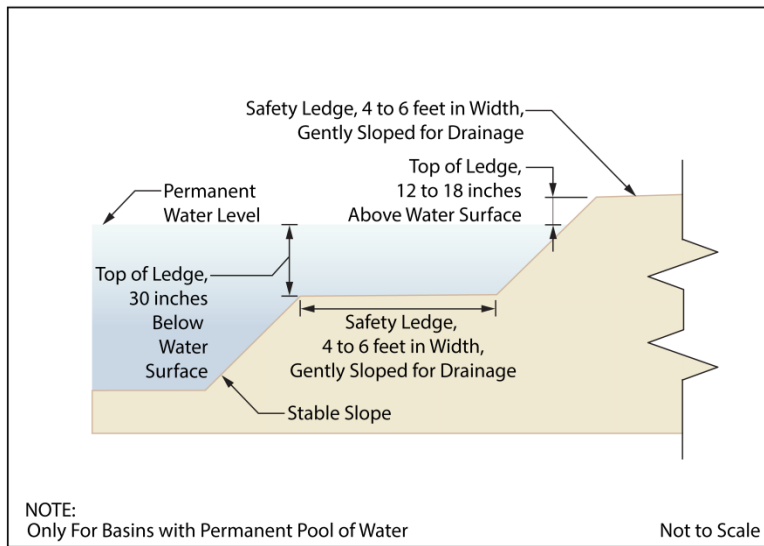 Safety Ledge, 4 to 6 feet in Width,
Gently Sloped for Drainage
Top of Ledge,
12 to 18 inches
Above Water Surface
Permanent
Water Level
Top of Ledge,
30 inches
Below
Water
Surface
Safety Ledge,
4 to 6 feet in Width,
Gently Sloped for Drainage
Stable Slope
NOTE:
Only For Basins with Permanent Pool of Water
Not to Scale